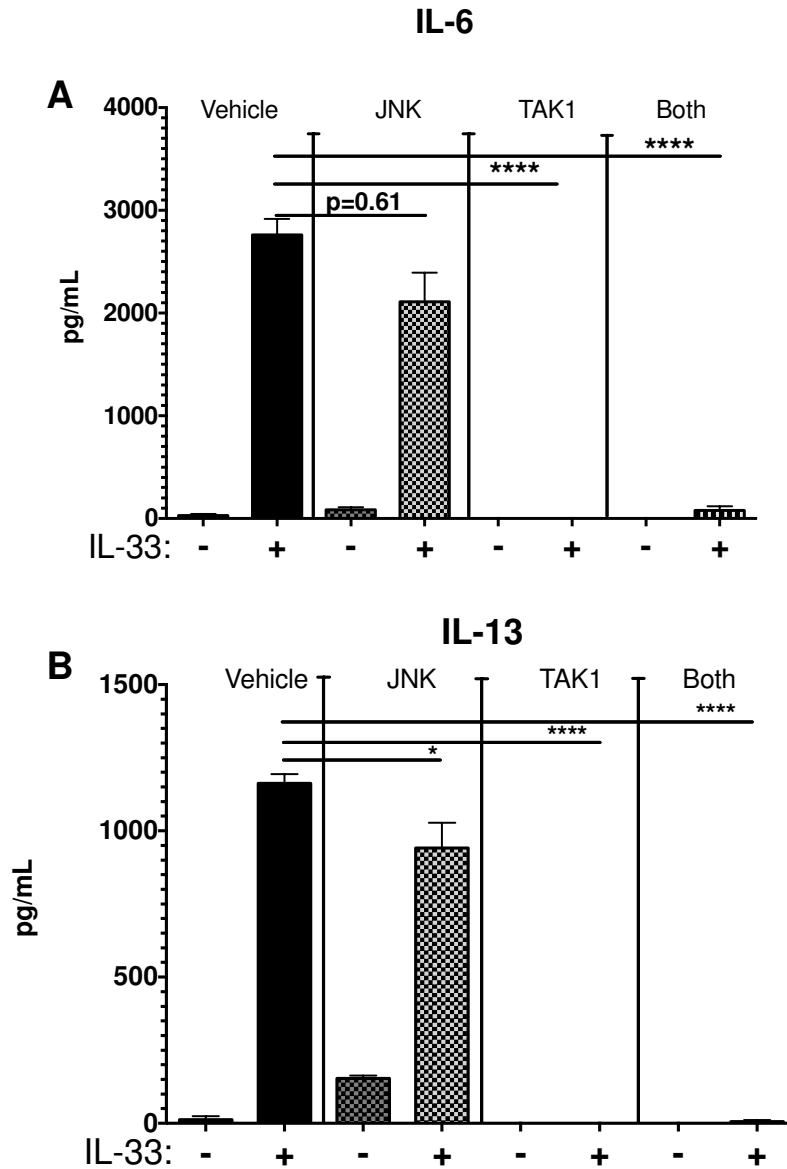 IL-6
A
4000
Vehicle JNK TAK1 Both
****
****
p=0.61
3000
2000
1000
0
pg/mL
IL-33: - + - + - + - +
IL-13
B
1500
Vehicle JNK TAK1 Both
****
****
*
1000
500
0
pg/mL
IL-33: - + - + - + - +